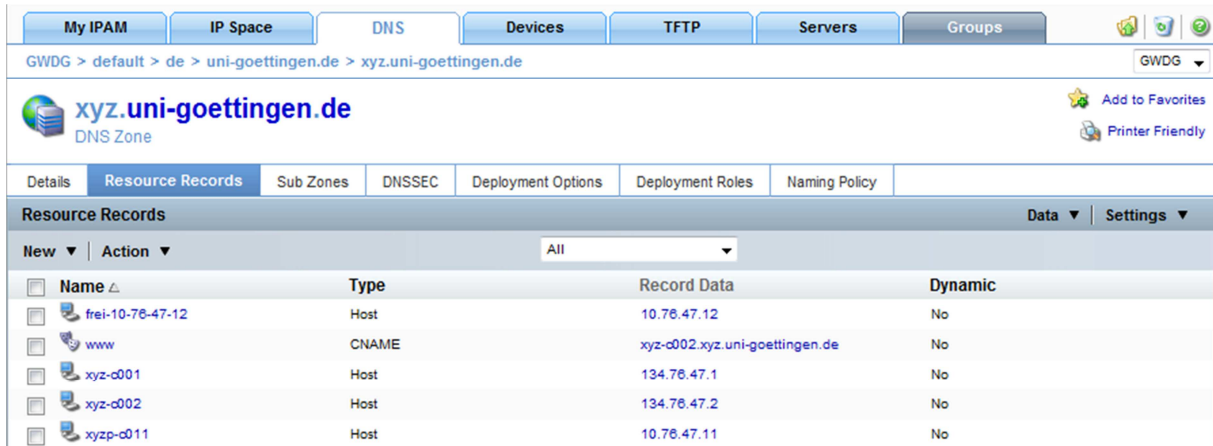 My IPAM IP Space DNS Devices TFTP Servers Groups
GWDG > default > de > uni-goettingen.de > xyz.uni-goettingen.de GWDG
xyz.uni-goettingen.de
DNS Zone
Add to Favorites
Printer Friendly
Details Resource Records Sub Zones DNSSEC Deployment Options Deployment Roles Naming Policy
Resource Records Data ▼ | Settings ▼
New ▼ | Action ▼ All
Name Type Record Data Dynamic
frei-10-76-47-12 Host 10.76.47.12 No
www CNAME xyz-c002.xyz.uni-goettingen.de No
xyz-c001 Host 134.76.47.1 No
xyz-c002 Host 134.76.47.2 No
xyzp-c011 Host 10.76.47.11 No